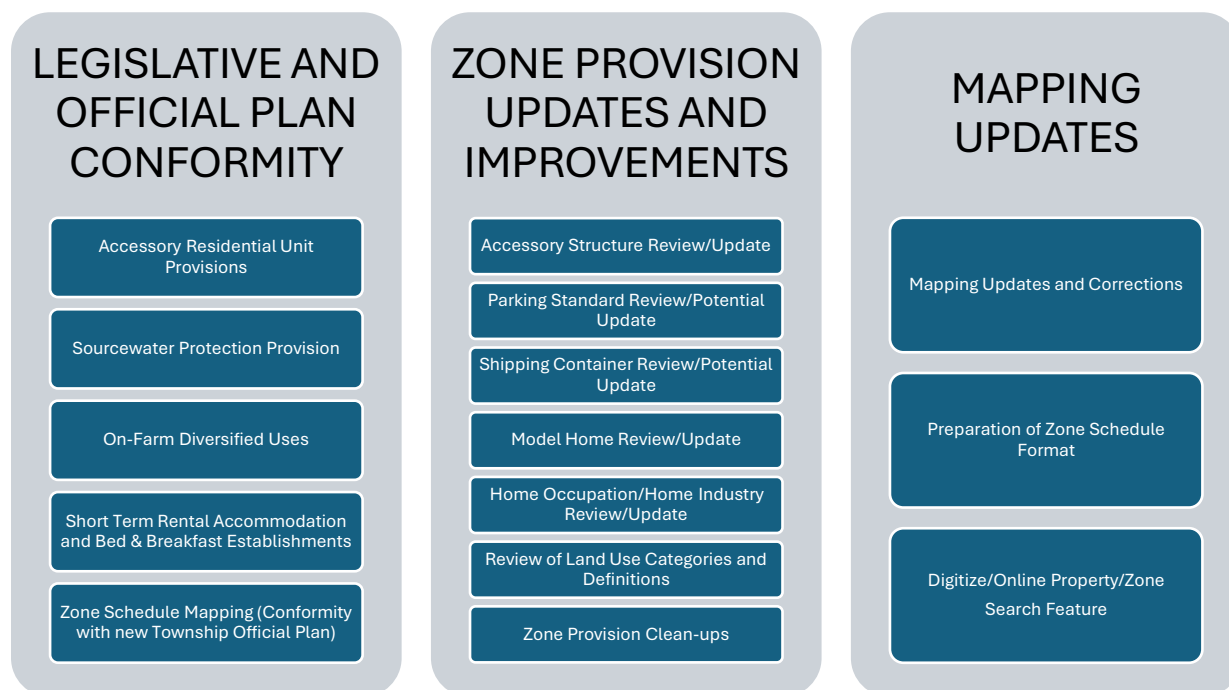 LEGISLATIVE AND
OFFICIAL PLAN
CONFORMITY
Accessory Residential Unit
Provisions
Sourcewater Protection Provision
On-Farm Diversified Uses
Short Term Rental Accommodation
and Bed & Breakfast Establishments
Zone Schedule Mapping (Conformity
with new Township Official Plan)
ZONE PROVISION
UPDATES AND
IMPROVEMENTS
Accessory Structure Review/Update
Parking Standard Review/Potential
Update
Shipping Container Review/Potential
Update
Model Home Review/Update
Home Occupation/Home Industry
Review/Update
Review of Land Use Categories and
Definitions
Zone Provision Clean-ups
MAPPING
UPDATES
Mapping Updates and Corrections
Preparation of Zone Schedule
Format
Digitize/Online Property/Zone
Search Feature